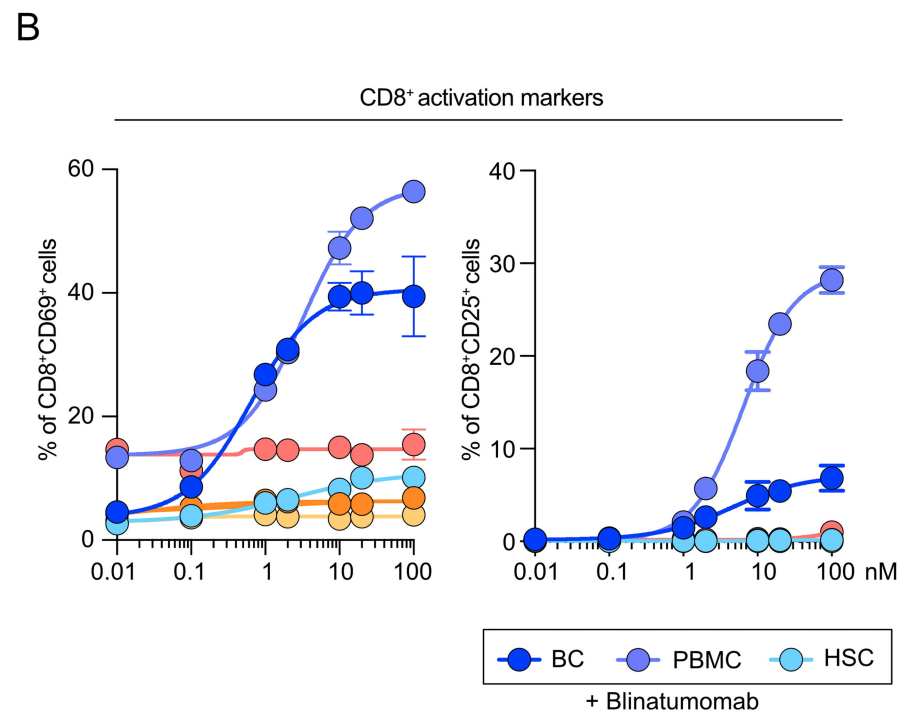 B
CD8⁺ activation markers
% of CD8⁺CD69⁺ cells
60
40
20
0
0.01 0.1 1 10 100
% of CD8⁺CD25⁺ cells
40
30
20
10
0
0.01 0.1 1 10 100 nM
BC PBMC HSC
+ Blinatumomab